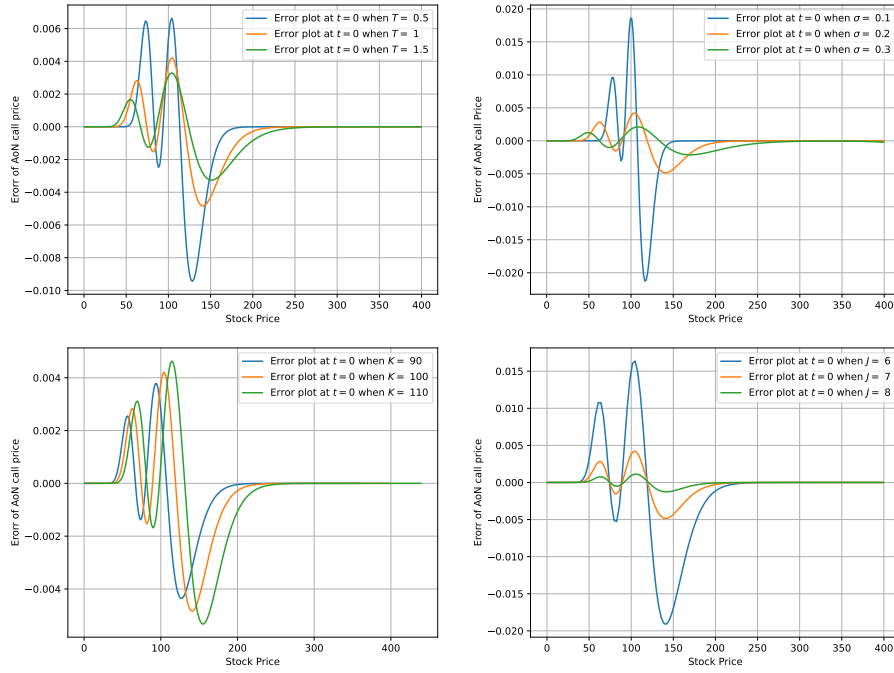 Error plot at t = 0 when T = 0.5
Error plot at t = 0 when T = 1
Error plot at t = 0 when T = 1.5
0.006
0.004
0.002
0.000
−0.002
−0.004
−0.006
−0.008
−0.010
0 50 100 150 200 250 300 350 400
Stock Price
Erorr of AoN call price
Error plot at t = 0 when σ = 0.1
Error plot at t = 0 when σ = 0.2
Error plot at t = 0 when σ = 0.3
0.020
0.015
0.010
0.005
0.000
−0.005
−0.010
−0.015
−0.020
0 50 100 150 200 250 300 350 400
Stock Price
Erorr of AoN call Price
Error plot at t = 0 when K = 90
Error plot at t = 0 when K = 100
Error plot at t = 0 when K = 110
0.004
0.002
0.000
−0.002
−0.004
0 100 200 300 400
Stock Price
Erorr of AoN call price
Error plot at t = 0 when J = 6
Error plot at t = 0 when J = 7
Error plot at t = 0 when J = 8
0.015
0.010
0.005
0.000
−0.005
−0.010
−0.015
−0.020
0 50 100 150 200 250 300 350 400
Stock Price
Erorr of AoN call price